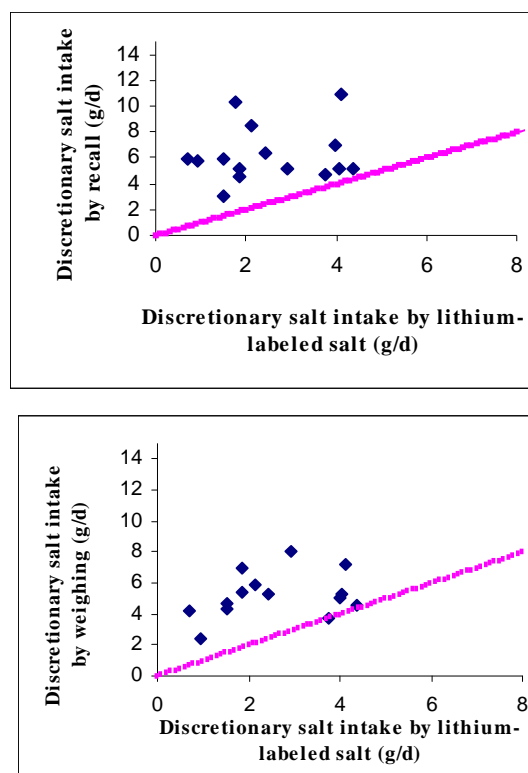 Discretionary salt intake
by recall (g/d)
14
12
10
8
6
4
2
0
0 2 4 6 8
Discretionary salt intake by lithium-
labeled salt (g/d)
Discretionary salt intake
by weighing (g/d)
14
12
10
8
6
4
2
0
0 2 4 6 8
Discretionary salt intake by lithium-
labeled salt (g/d)